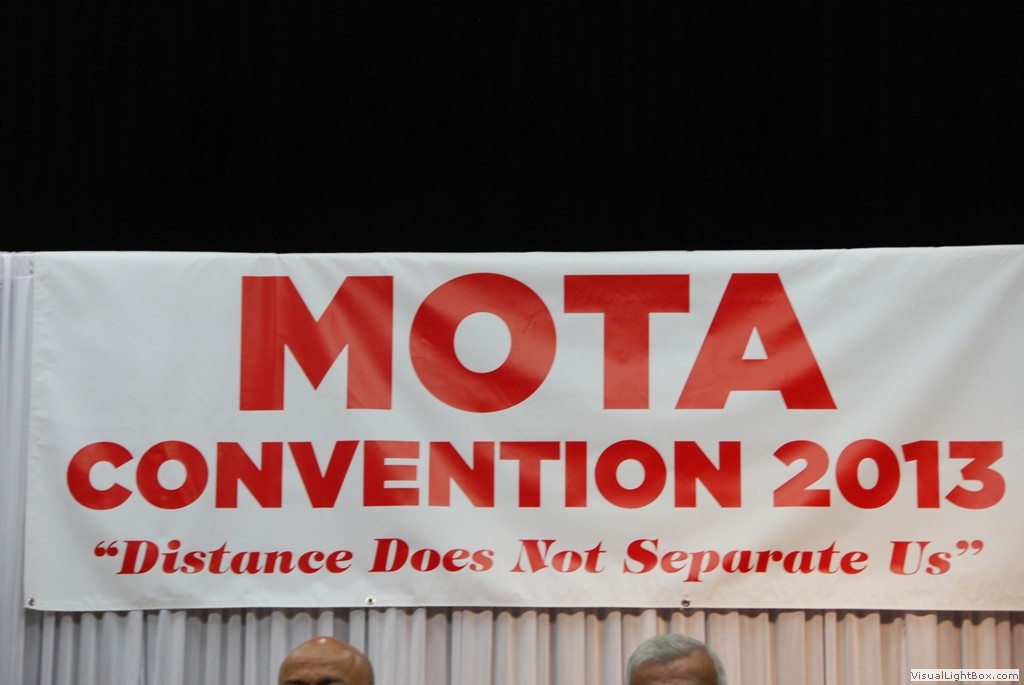 MOTA
CONVENTION 2013
“Distance Does Not Separate Us”
VisualLightBox.com